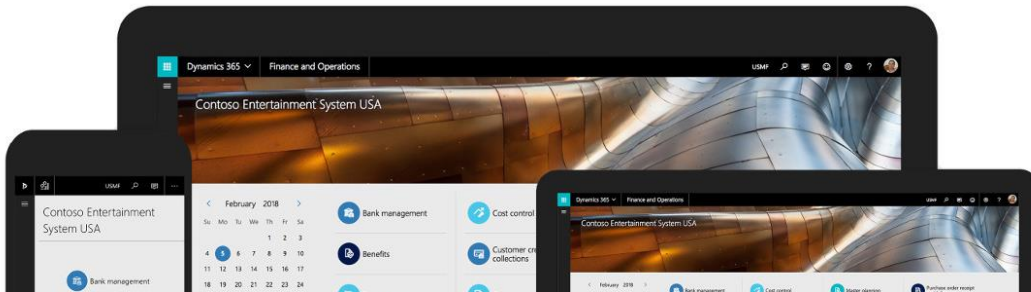 Dynamics 365 Finance and Operations USMF ?
Contoso Entertainment System USA
February 2018
Su Mo Tu We Th Fr Sa
1 2 3
4 5 6 7 8 9 10
11 12 13 14 15 16 17
18 19 20 21 22 23 24
Bank management
Cost control
Benefits
Customer cre
collections
USMF
Contoso Entertainment
System USA
Bank management
Dynamics 365 Finance and Operations USMF ?
Contoso Entertainment System USA
February 2018
Bank management
Cost control
Master planning
Purchase order receipt